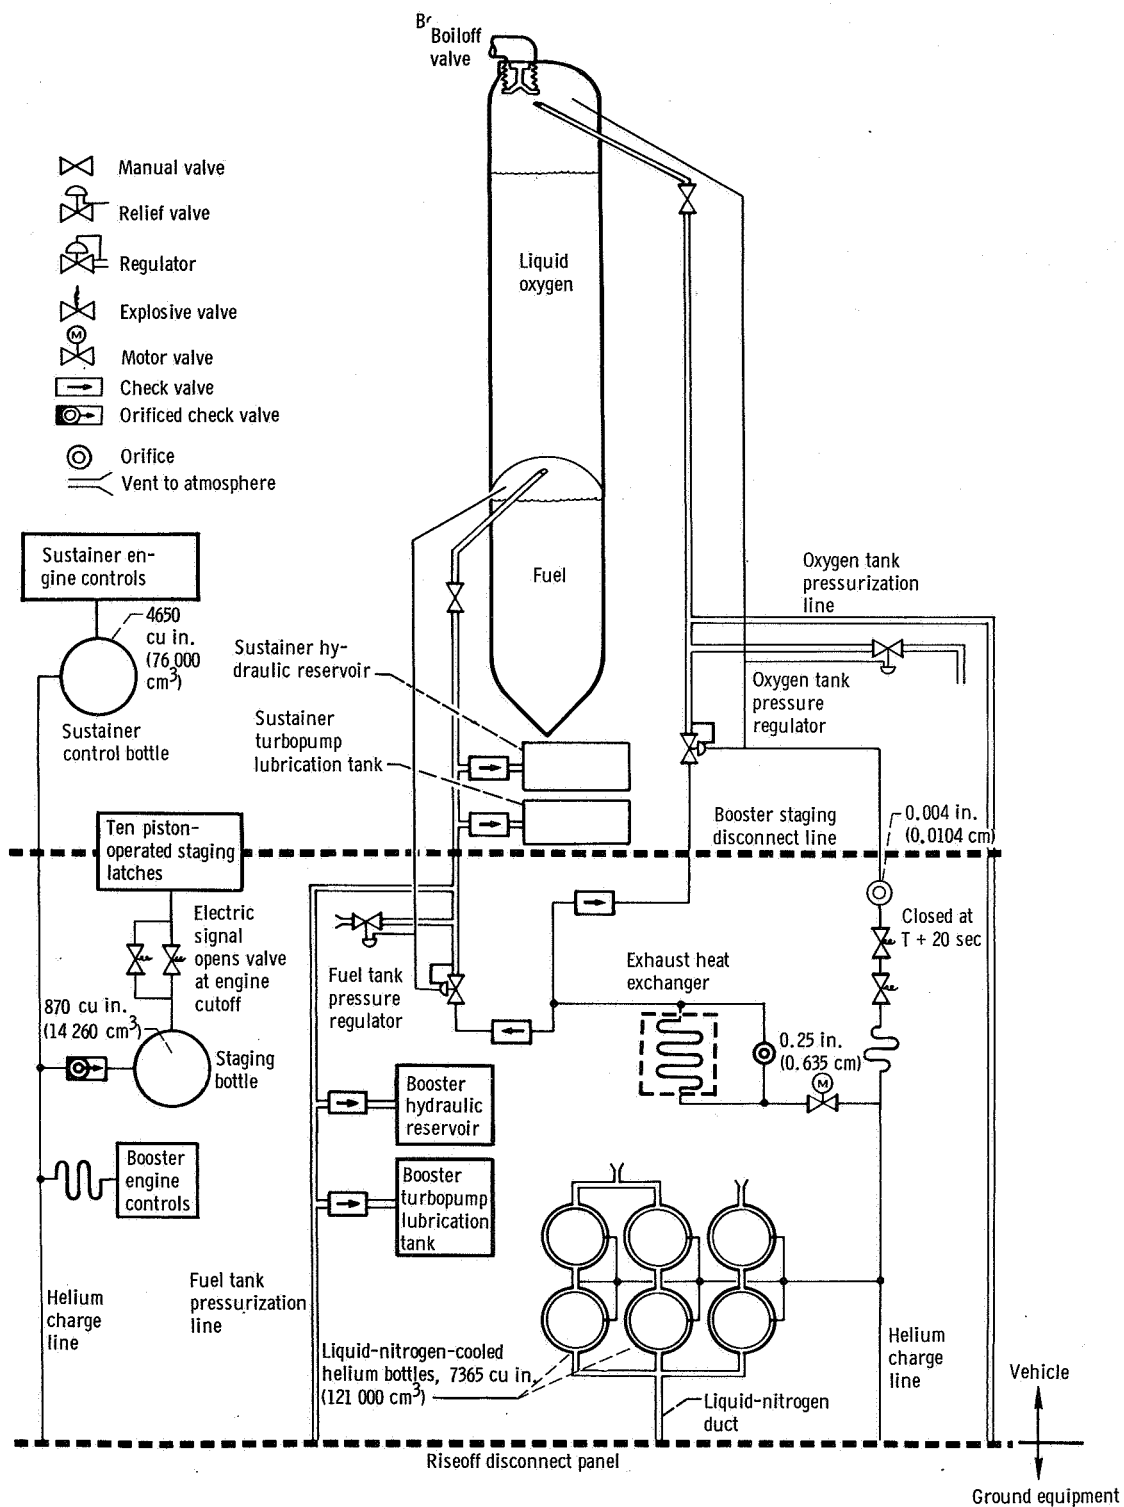 B
Boiloff
valve
Manual valve
Relief valve
Regulator
Explosive valve
M
Motor valve
Check valve
Orificed check valve
Orifice
Vent to atmosphere
Liquid
oxygen
Fuel
Sustainer en-
gine controls
4650
cu in.
(76 000
cm³)
Sustainer
control bottle
Sustainer hy-
draulic reservoir
Sustainer
turbopump
lubrication tank
Oxygen tank
pressurization
line
Oxygen tank
pressure
regulator
Booster staging
disconnect line
0.004 in.
(0.0104 cm)
Ten piston-
operated staging
latches
Electric
signal
opens valve
at engine
cutoff
870 cu in.
(14 260 cm³)
Staging
bottle
Fuel tank
pressure
regulator
Exhaust heat
exchanger
Closed at
T + 20 sec
0.25 in.
(0.635 cm)
M
Booster
hydraulic
reservoir
Booster
engine
controls
Booster
turbopump
lubrication
tank
Helium
charge
line
Fuel tank
pressurization
line
Liquid-nitrogen-cooled
helium bottles, 7365 cu in.
(121 000 cm³)
Liquid-nitrogen
duct
Helium
charge
line
Vehicle
Riseoff disconnect panel
Ground equipment